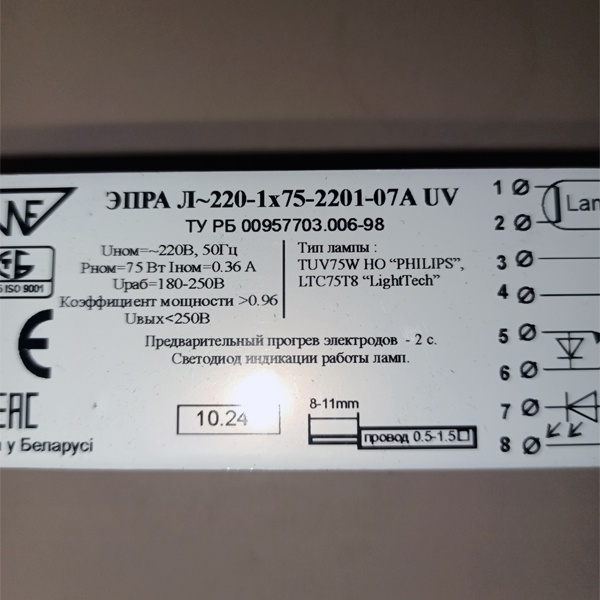 ЭПРА Л~220-1х75-2201-07А UV
ТУ РБ 00957703.006-98
Uном=~220В, 50Гц
Рном=75 Вт Iном=0.36 А
Uраб=180-250В
Коэффициент мощности >0.96
Uвых<250В
Тип лампы :
TUV75W HO “PHILIPS”,
LTC75T8 “LightTech”
Предварительный прогрев электродов - 2 с.
Светодиод индикации работы ламп.
ISO 9001
CE
EAC
у Беларусі
10.24
8-11mm
провод 0.5-1.5□
1
2
3
4
5
6
7
8